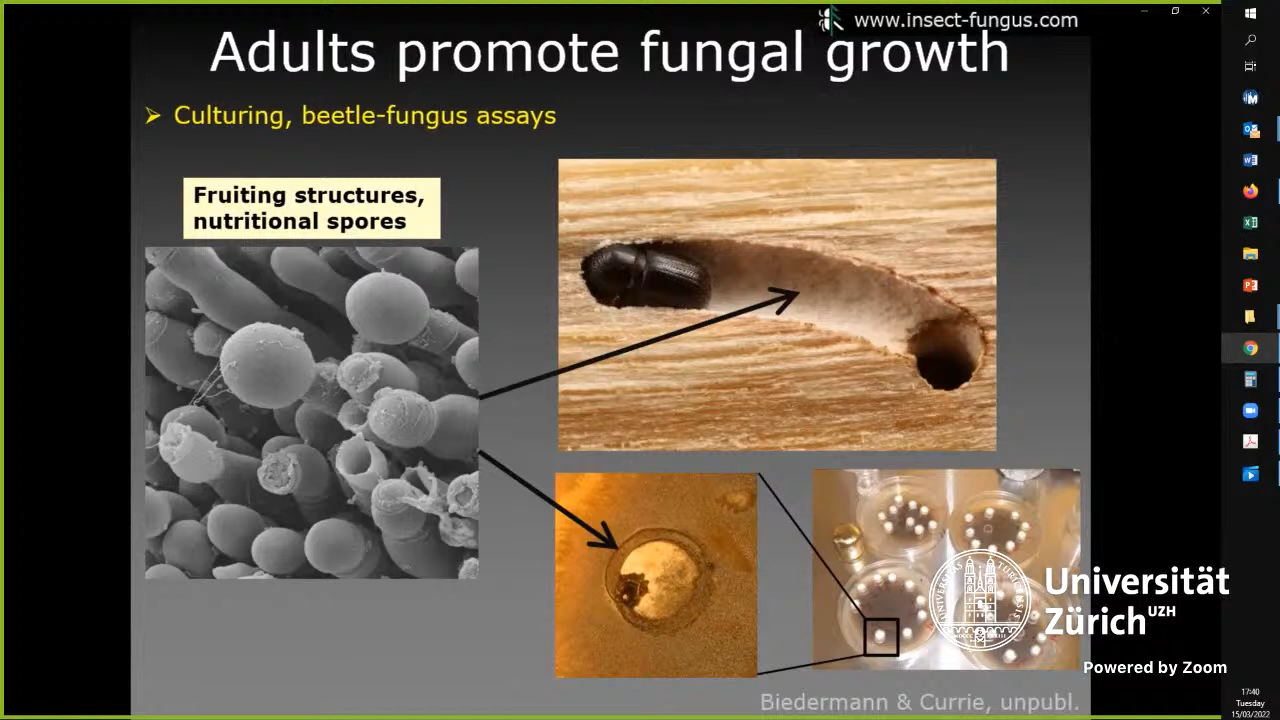 www.insect-fungus.com
Adults promote fungal growth
Culturing, beetle-fungus assays
Fruiting structures,
nutritional spores
Universität
Zürich UZH
Powered by Zoom
Biedermann & Currie, unpubl.
17:40
Tuesday
15/03/2022